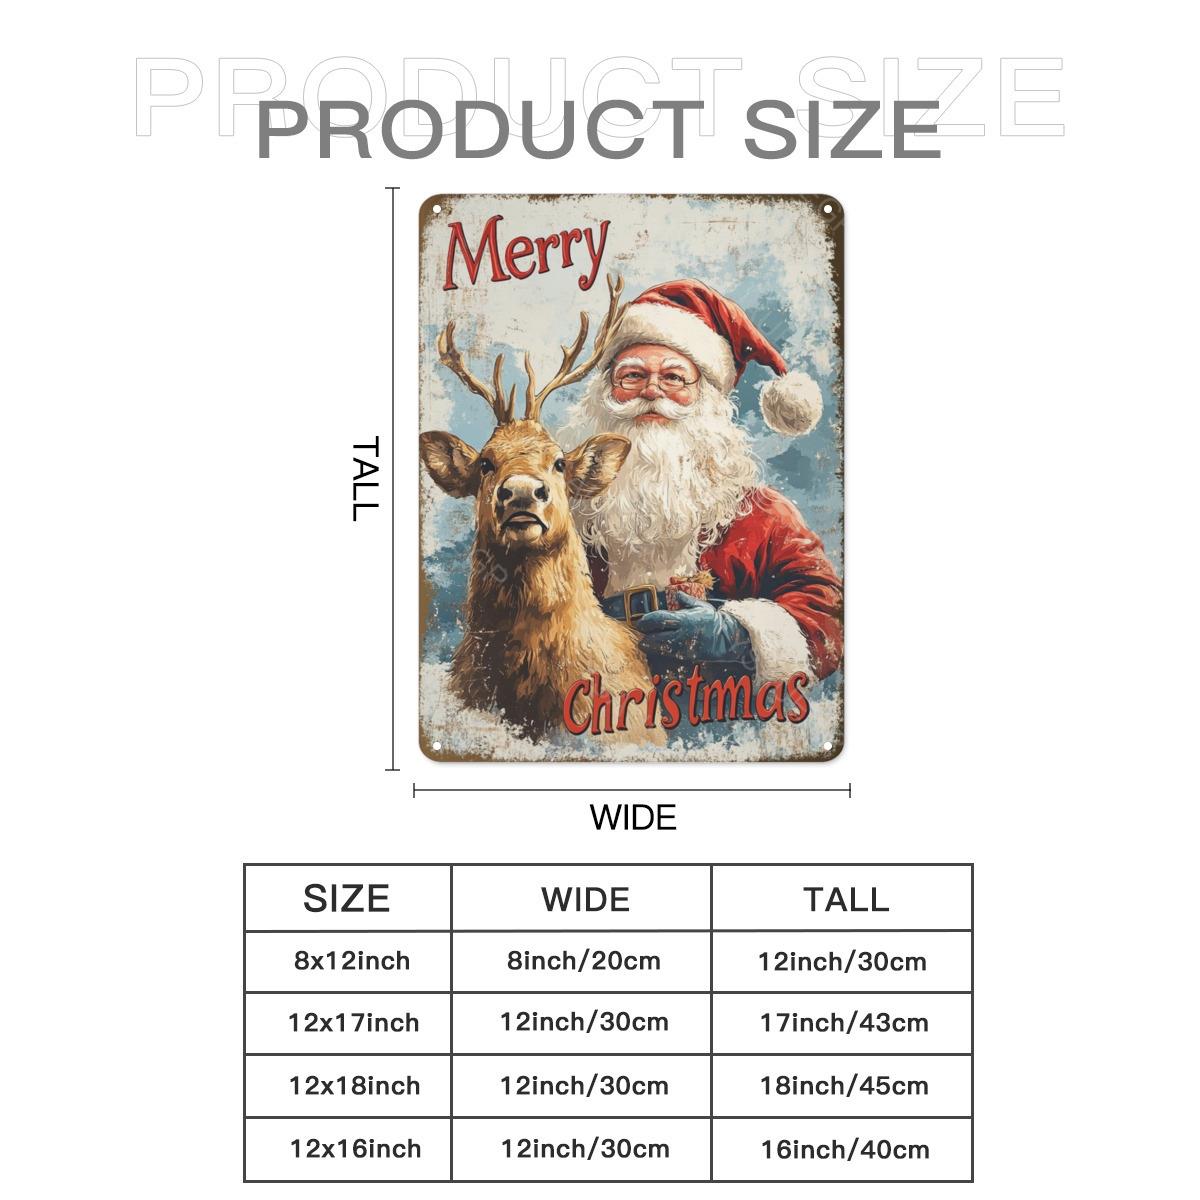 PRODUCT SIZE
PRODUCT SIZE
Merry
Christmas
TALL
WIDE
SIZE WIDE TALL
8x12inch 8inch/20cm 12inch/30cm
12x17inch 12inch/30cm 17inch/43cm
12x18inch 12inch/30cm 18inch/45cm
12x16inch 12inch/30cm 16inch/40cm